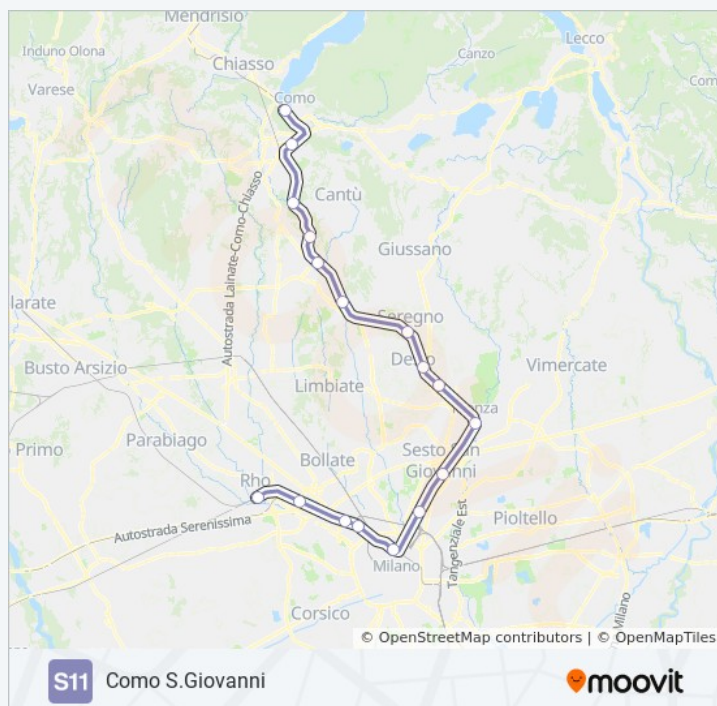 Mendrisio
Lecco
Induno Olona
Chiasso
Canzo
Varese
Como
Com
Autostrada Lainate-Como-Chiasso
Cantù
Giussano
larate
Seregno
Desio
Busto Arsizio
Limbiate
Vimercate
Primo
Parabiago
Bollate
Sesto San
Giovanni
Rho
Autostrada Serenissima
Tangenziale Est
Pioltello
Milano
Milano
Corsico
© OpenStreetMap contributors | © OpenMapTiles
S11
Como S.Giovanni
moovit